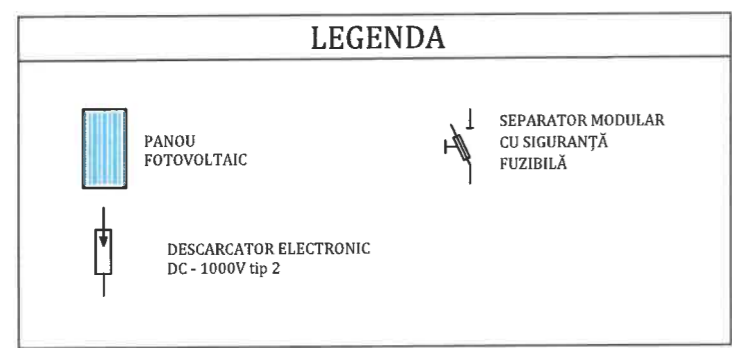 LEGENDA
PANOU
FOTOVOLTAIC
SEPARATOR MODULAR
CU SIGURANȚĂ
FUZIBILĂ
DESCARCATOR ELECTRONIC
DC - 1000V tip 2